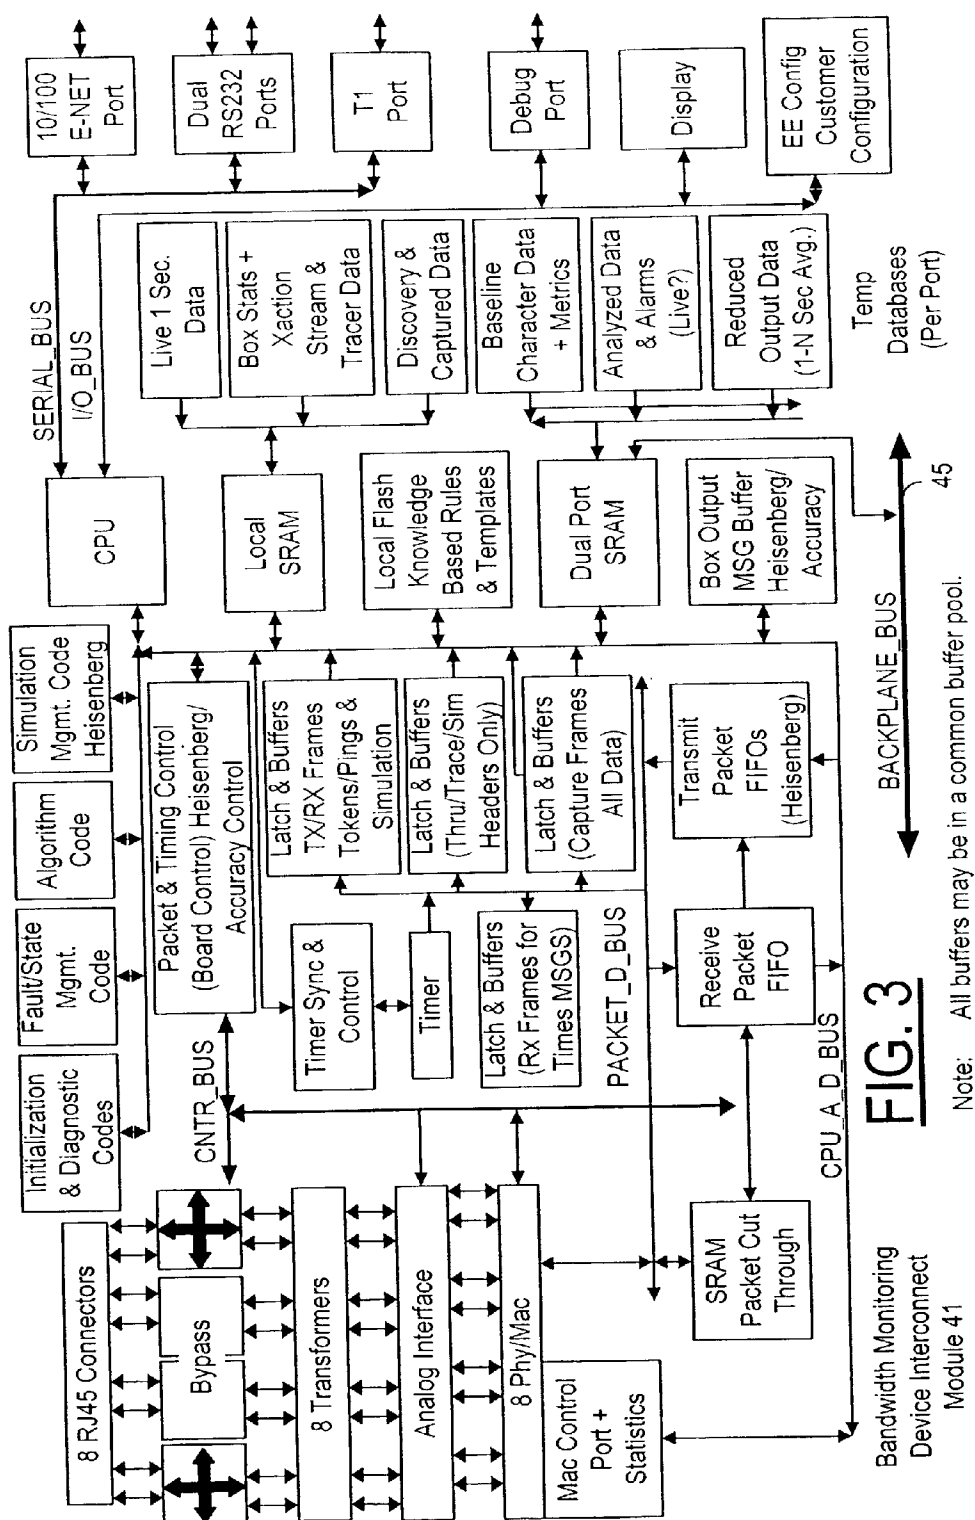 8 RJ45 Connectors
Bypass
8 Transformers
Analog Interface
8 Phy/Mac
Mac Control
Port +
Statistics
Bandwidth Monitoring
Device Interconnect
Module 41
Initialization
& Diagnostic
Codes
Fault/State
Mgmt.
Code
Algorithm
Code
Simulation
Mgmt. Code
Heisenberg
CNTR_BUS
Packet & Timing Control
(Board Control) Heisenberg/
Accuracy Control
Timer Sync &
Control
Timer
Latch & Buffers
(Rx Frames for
Times MSGS)
PACKET_D_BUS
Latch & Buffers
TX/RX Frames
Tokens/Pings &
Simulation
Latch & Buffers
(Thru/Trace/Sim
Headers Only)
Latch & Buffers
(Capture Frames
All Data)
SRAM
Packet Cut
Through
Receive
Packet
FIFO
Transmit
Packet
FIFOs
(Heisenberg)
CPU_A_D_BUS
CPU
Local
SRAM
Local Flash
Knowledge
Based Rules
& Templates
Dual Port
SRAM
Box Output
MSG Buffer
Heisenberg/
Accuracy
BACKPLANE_BUS
45
SERIAL_BUS
I/O_BUS
Live 1 Sec.
Data
Box Stats +
Xaction
Stream &
Tracer Data
Discovery &
Captured Data
Baseline
Character Data
+ Metrics
Analyzed Data
& Alarms
(Live?)
Reduced
Output Data
(1-N Sec Avg.)
Temp
Databases
(Per Port)
10/100
E-NET
Port
Dual
RS232
Ports
T1
Port
Debug
Port
Display
EE Config
Customer
Configuration
FIG. 3
Note: All buffers may be in a common buffer pool.